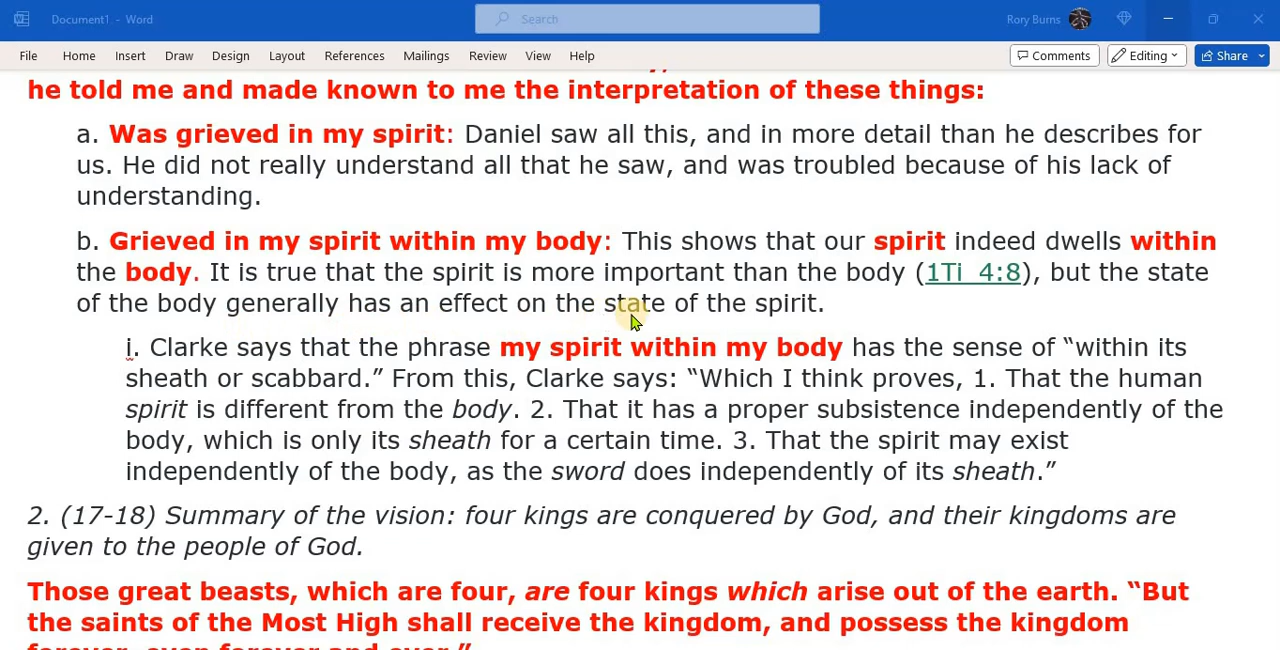 Document1 - Word
Search
Rory Burns
File Home Insert Draw Design Layout References Mailings Review View Help
Comments Editing Share
he told me and made known to me the interpretation of these things:
a. Was grieved in my spirit: Daniel saw all this, and in more detail than he describes for
us. He did not really understand all that he saw, and was troubled because of his lack of
understanding.
b. Grieved in my spirit within my body: This shows that our spirit indeed dwells within
the body. It is true that the spirit is more important than the body (1Ti_4:8), but the state
of the body generally has an effect on the state of the spirit.
i. Clarke says that the phrase my spirit within my body has the sense of “within its
sheath or scabbard.” From this, Clarke says: “Which I think proves, 1. That the human
spirit is different from the body. 2. That it has a proper subsistence independently of the
body, which is only its sheath for a certain time. 3. That the spirit may exist
independently of the body, as the sword does independently of its sheath.”
2. (17-18) Summary of the vision: four kings are conquered by God, and their kingdoms are
given to the people of God.
Those great beasts, which are four, are four kings which arise out of the earth. “But
the saints of the Most High shall receive the kingdom, and possess the kingdom
forever, even forever and ever.”